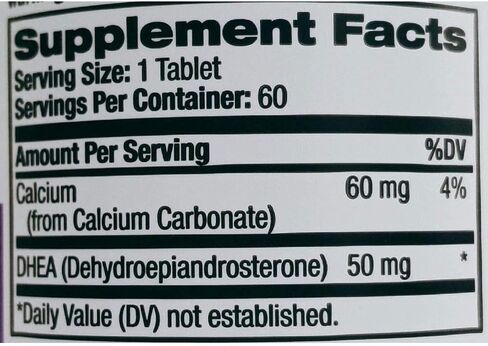 Supplement Facts
Serving Size: 1 Tablet
Servings Per Container: 60
Amount Per Serving %DV
Calcium 60 mg 4%
(from Calcium Carbonate)
DHEA (Dehydroepiandrosterone) 50 mg *
*Daily Value (DV) not established.